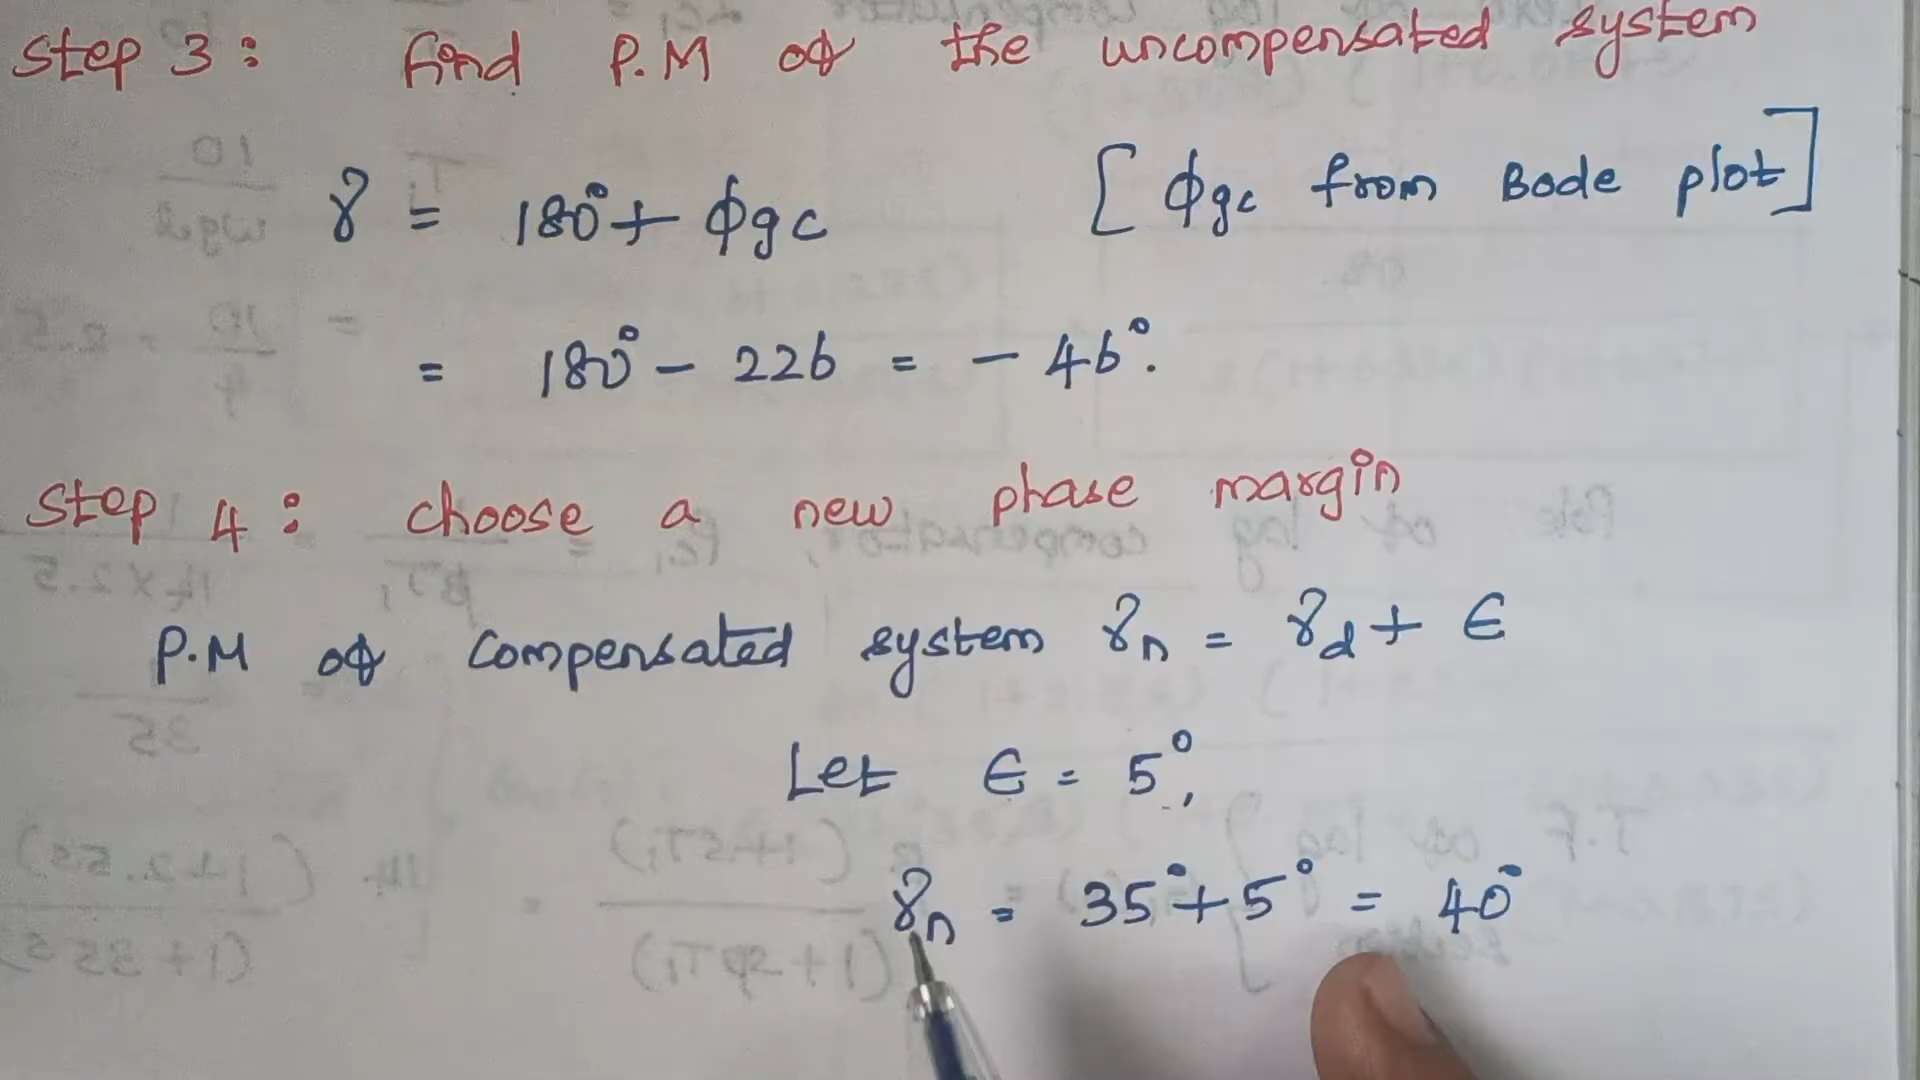 Step 3: Find P.M of the uncompensated system
γ = 180° + ϕgc [ϕgc from Bode plot]
= 180° - 226 = - 46°.
Step 4: choose a new phase margin
P.M of compensated system γn = γd + ϵ
Let ϵ = 5°,
γn = 35° + 5° = 40°